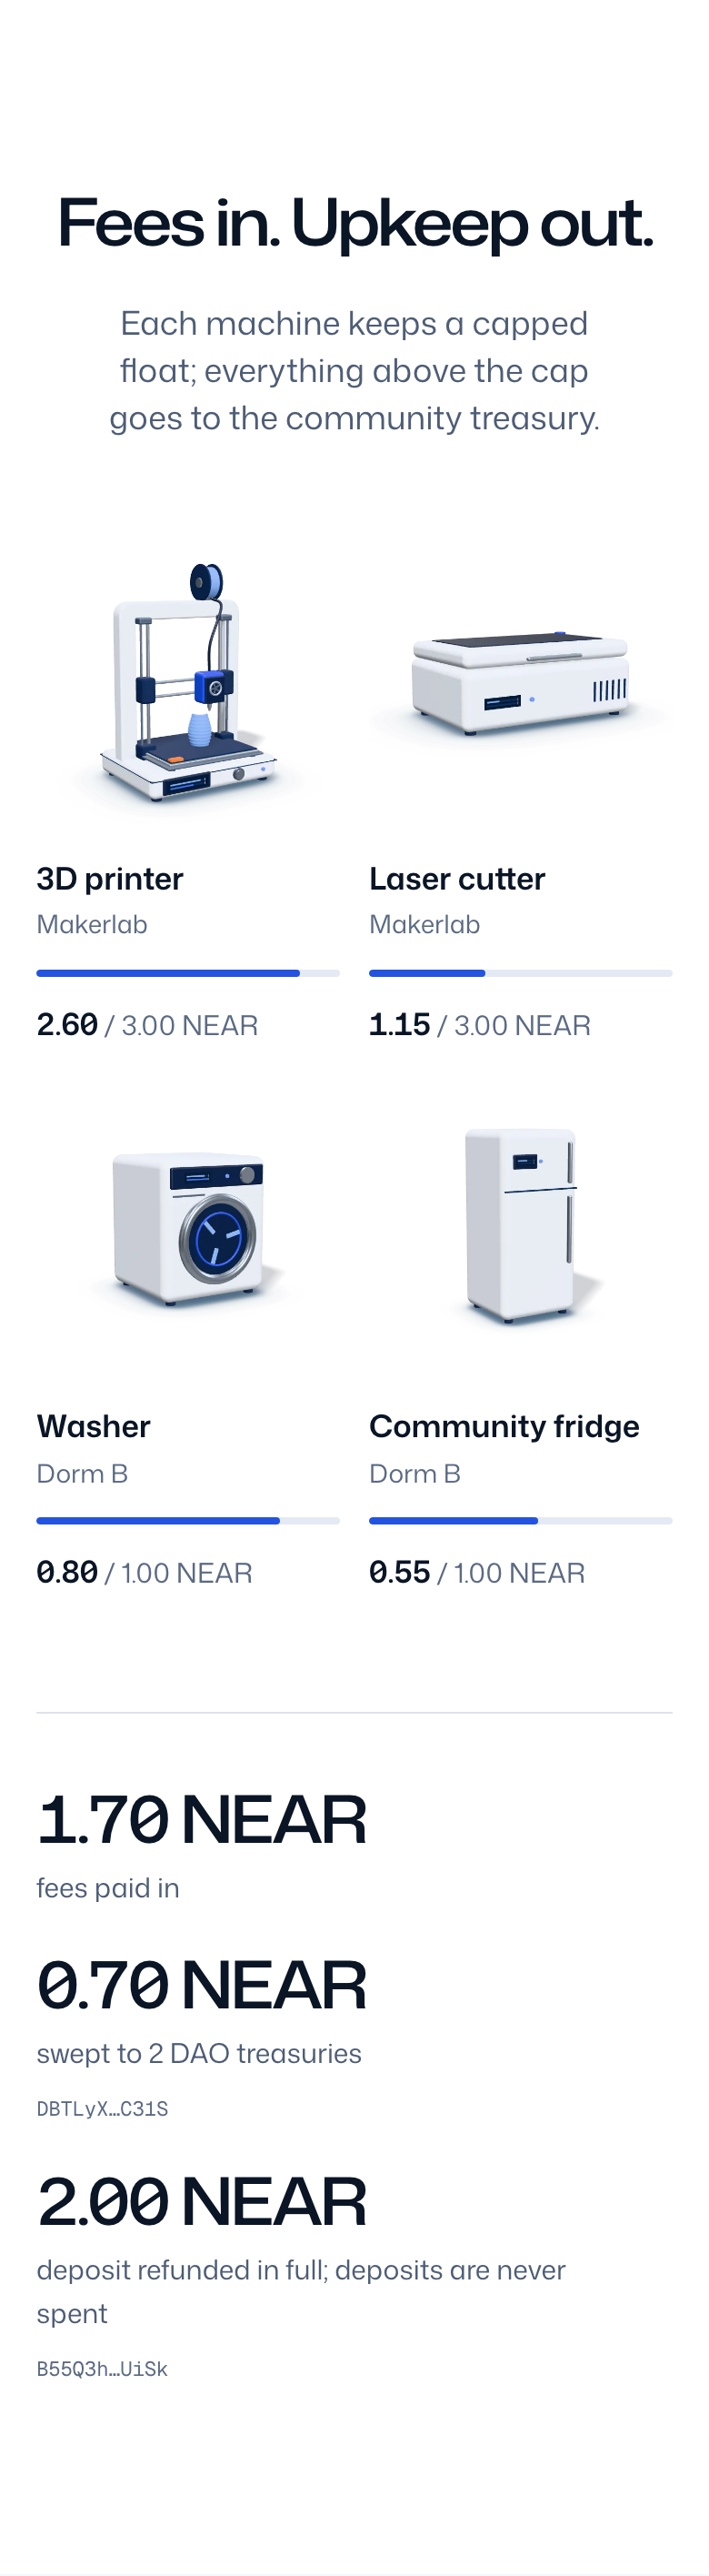 Fees in. Upkeep out.
Each machine keeps a capped
float; everything above the cap
goes to the community treasury.
3D printer
Makerlab
2.60 / 3.00 NEAR
Laser cutter
Makerlab
1.15 / 3.00 NEAR
Washer
Dorm B
0.80 / 1.00 NEAR
Community fridge
Dorm B
0.55 / 1.00 NEAR
1.70 NEAR
fees paid in
0.70 NEAR
swept to 2 DAO treasuries
DBTLyX…C31S
2.00 NEAR
deposit refunded in full; deposits are never
spent
B55Q3h…UiSk